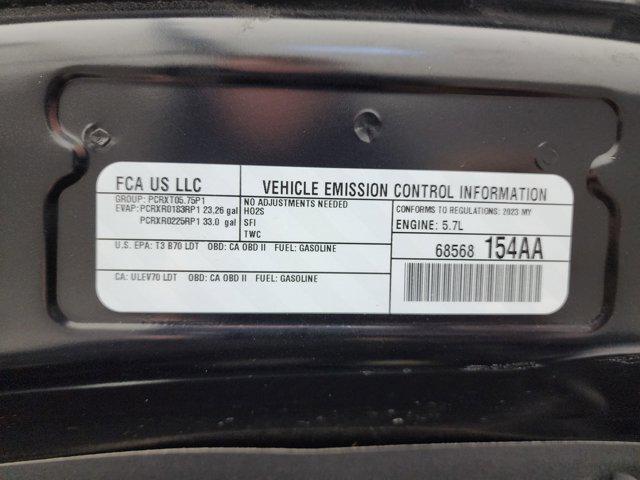 FCA US LLC
VEHICLE EMISSION CONTROL INFORMATION
GROUP: PCRXT05.75P1
EVAP: PCRXR0183RP1 23,26 gal
PCRXR0225RP1 33.0 gal
NO ADJUSTMENTS NEEDED
HO2S
SFI
TWC
CONFORMS TO REGULATIONS: 2023 MY
ENGINE: 5.7L
U.S. EPA: T3 B70 LDT OBD: CA OBD II FUEL: GASOLINE
68568 154AA
CA: ULEV70 LDT OBD: CA OBD II FUEL: GASOLINE